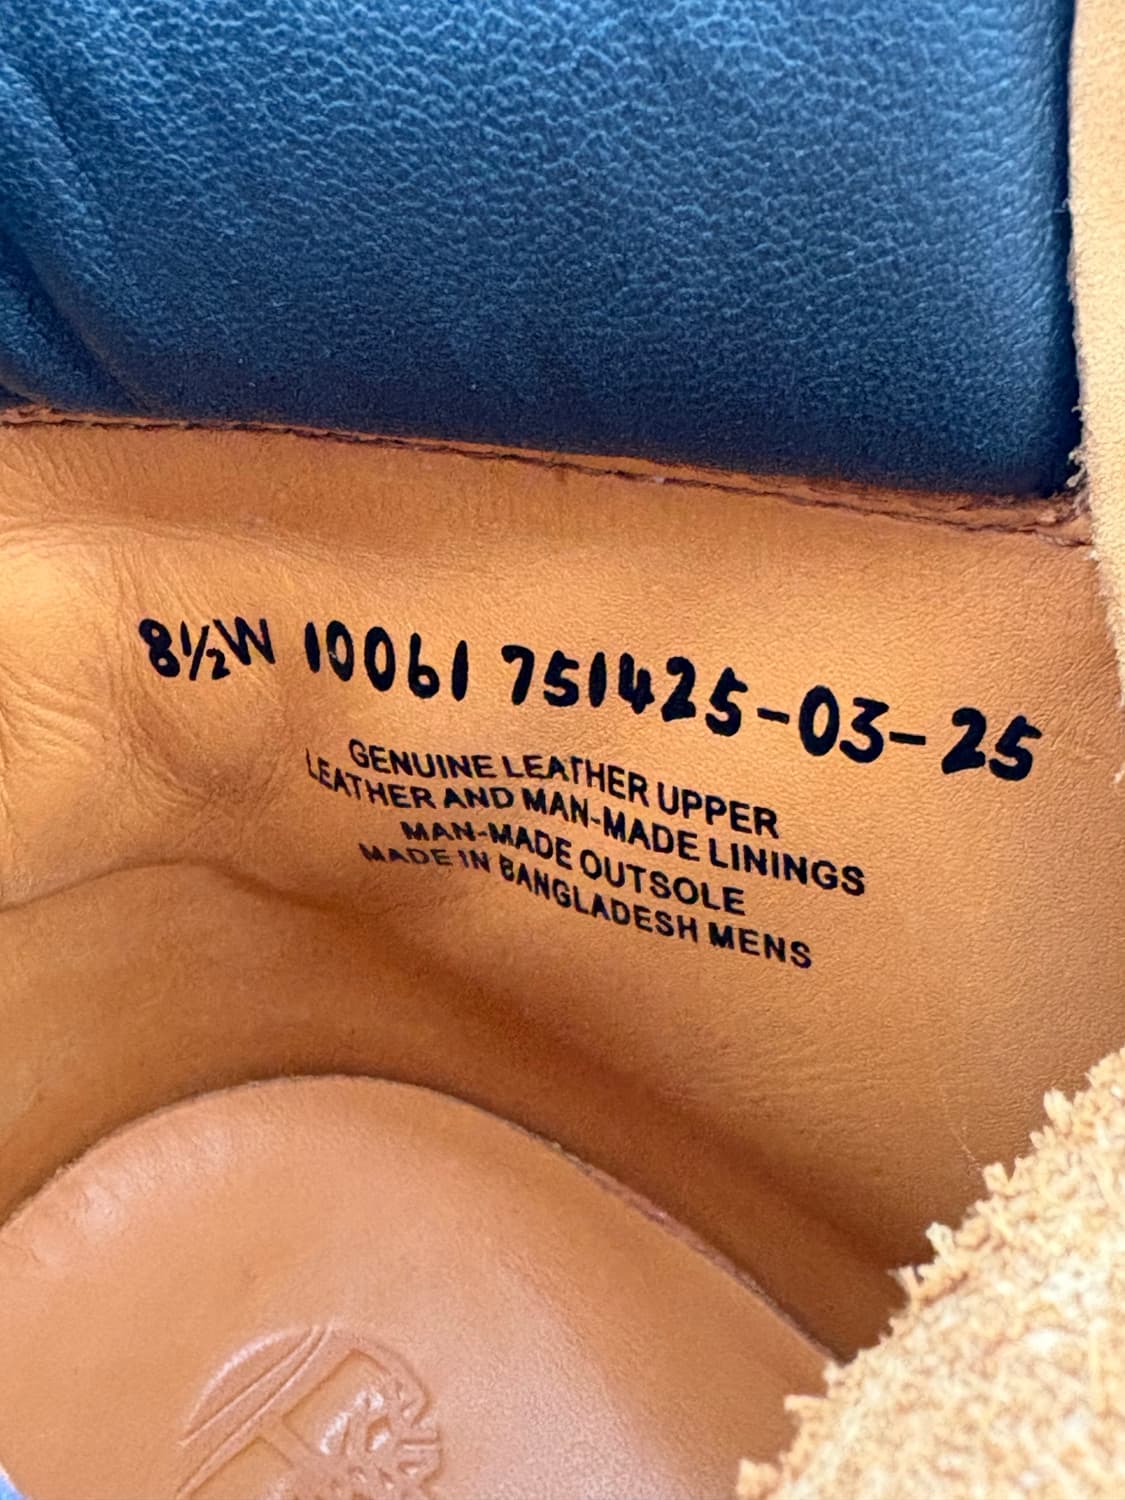 8½W 10061 751425-03-25
GENUINE LEATHER UPPER
LEATHER AND MAN-MADE LININGS
MAN-MADE OUTSOLE
MADE IN BANGLADESH MENS